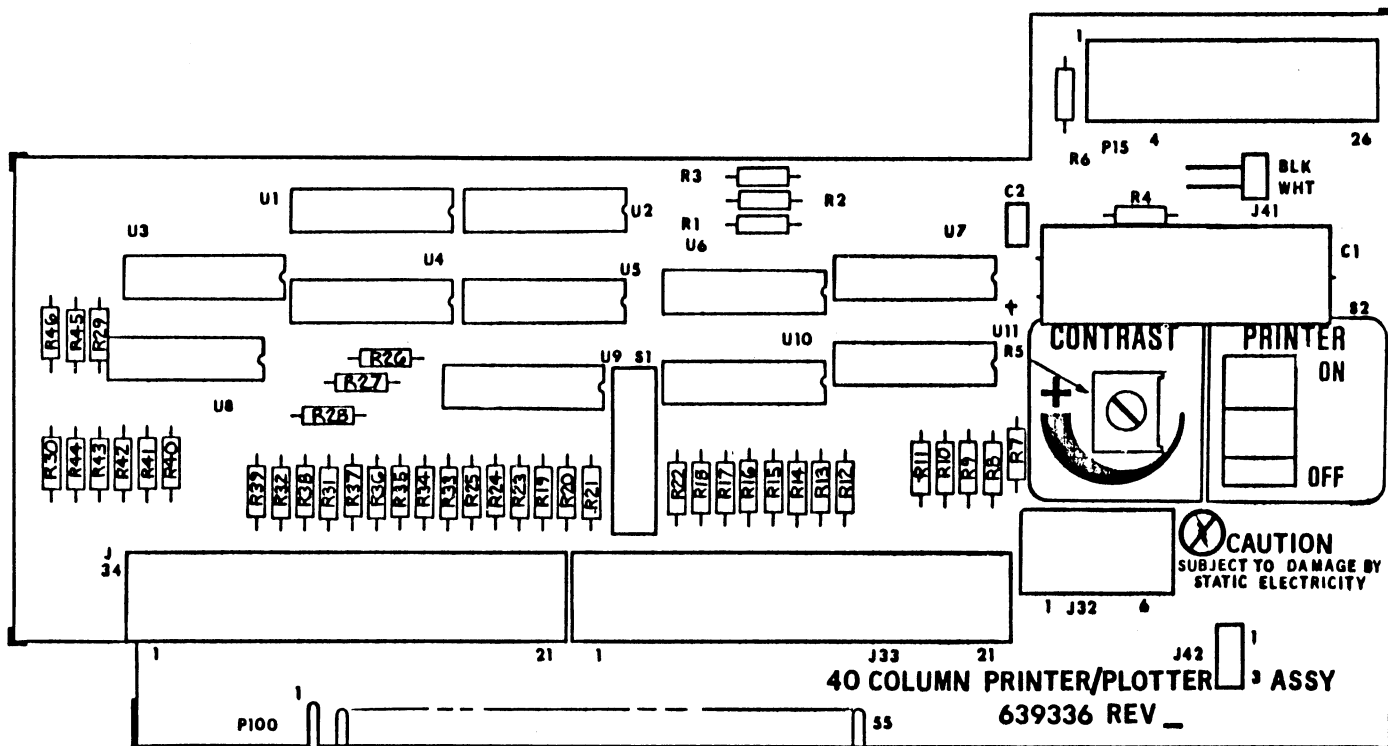 1
R6 P15 4 26
BLK
WHT
J41
R3
R2
R1
C2
R4
U1
U2
U3
U4
U5
U6
U7
C1
+
S2
R46 R45 R29
R26
R27
R28
U8
U9 S1
U10
U11
R5
CONTRAST
+
PRINTER
ON
OFF
R30 R44 R43 R42 R41 R40
R39 R32 R38 R31 R37 R36 R35 R34 R33 R25 R24 R23 R19 R20 R21
R22 R18 R17 R16 R15 R14 R13 R12
R11 R10 R9 R8 R7
J
34
CAUTION
SUBJECT TO DAMAGE BY
STATIC ELECTRICITY
1 J32 6
1 21 1 J33 21
J42 1
3
40 COLUMN PRINTER/PLOTTER ASSY
639336 REV _
P100 1 55